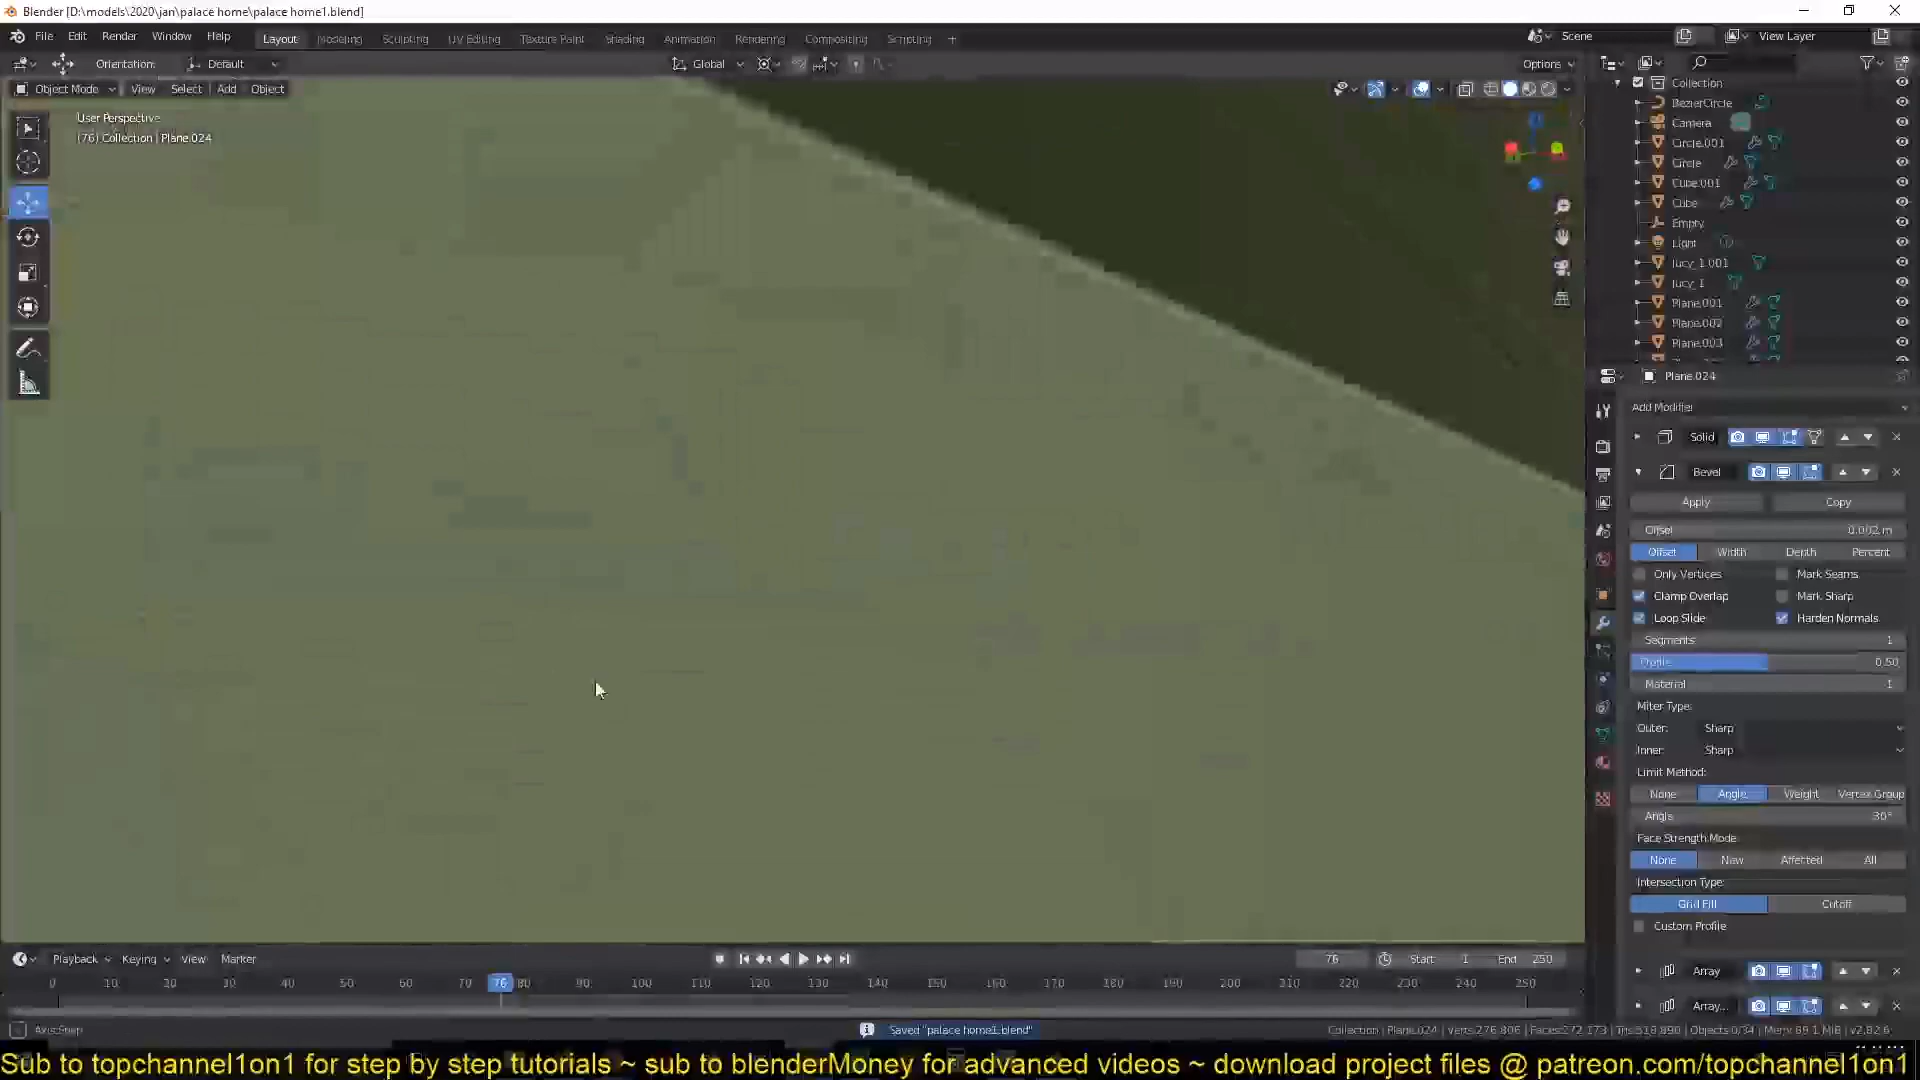 Blender [D:\models\2020\jan\palace home\palace home1.blend]
File Edit Render Window Help Layout Modeling Sculpting UV Editing Texture Paint Shading Animation Rendering Compositing Scripting + Scene View Layer
Orientation: Default Global Options
Object Mode View Select Add Object
User Perspective
(76) Collection | Plane.024
Collection
BezierCircle
Camera
Circle.001
Circle
Cube.001
Cube
Empty
Light
lucy_1.001
lucy_1
Plane.001
Plane.002
Plane.003
Plane.024
Add Modifier
Solid
Bevel
Apply Copy
Offset 0.002 m
Offset Width Depth Percent
Only Vertices Mark Seams
Clamp Overlap Mark Sharp
Loop Slide Harden Normals
Segments 1
Profile 0.50
Material -1
Miter Type:
Outer: Sharp
Inner: Sharp
Limit Method:
None Angle Weight Vertex Group
Angle 30°
Face Strength Mode
None New Affected All
Intersection Type:
Grid Fill Cutoff
Custom Profile
Array
Array...
Playback Keying View Marker 76 Start 1 End 250
0 10 20 30 40 50 60 70 76 80 90 100 110 120 130 140 150 160 170 180 190 200 210 220 230 240 250
Axis Snap Saved "palace home1.blend" Collection | Plane.024 | Verts:276,806 | Faces:272,173 | Tris:518,890 | Objects:0/34 | Mem: 89.1 MiB | v2.82.6
Sub to topchannel1on1 for step by step tutorials ~ sub to blenderMoney for advanced videos ~ download project files @ patreon.com/topchannel1on1